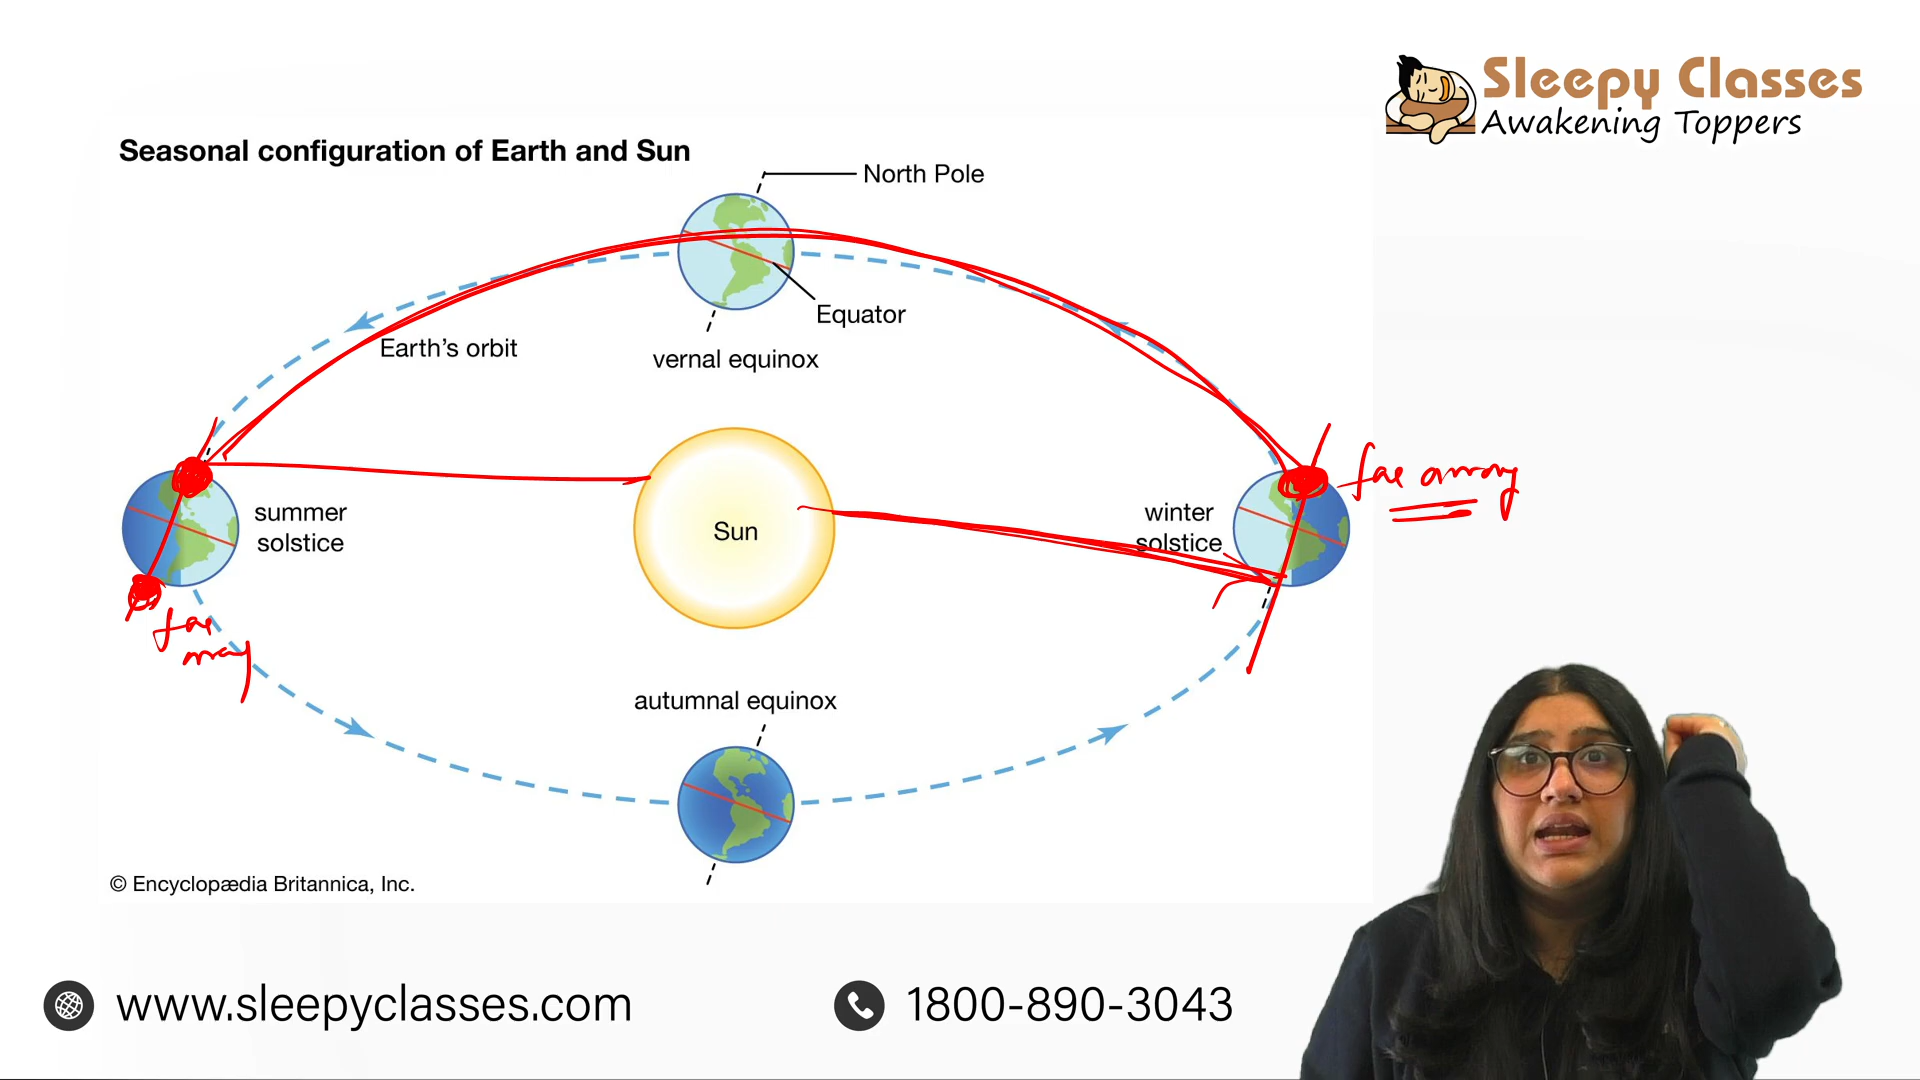 Sleepy Classes
Awakening Toppers
Seasonal configuration of Earth and Sun
North Pole
Equator
Earth's orbit
vernal equinox
summer
solstice
Sun
winter
solstice
far away
far
away
autumnal equinox
© Encyclopædia Britannica, Inc.
www.sleepyclasses.com
1800-890-3043